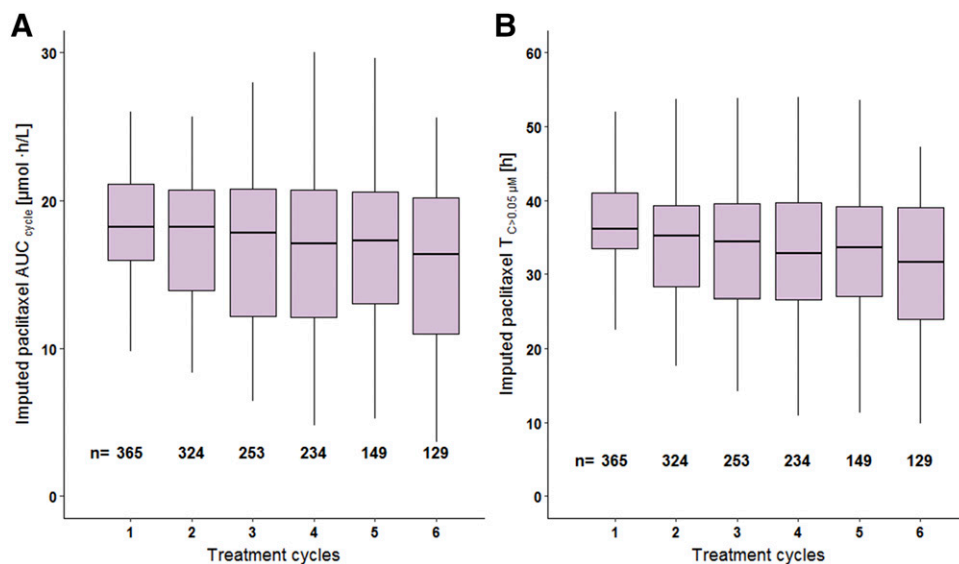 A
Imputed paclitaxel AUC cycle [µmol ·h/L]
30
20
10
0
n= 365 324 253 234 149 129
1 2 3 4 5 6
Treatment cycles
B
Imputed paclitaxel T C>0.05 µM [h]
60
50
40
30
20
10
0
n= 365 324 253 234 149 129
1 2 3 4 5 6
Treatment cycles